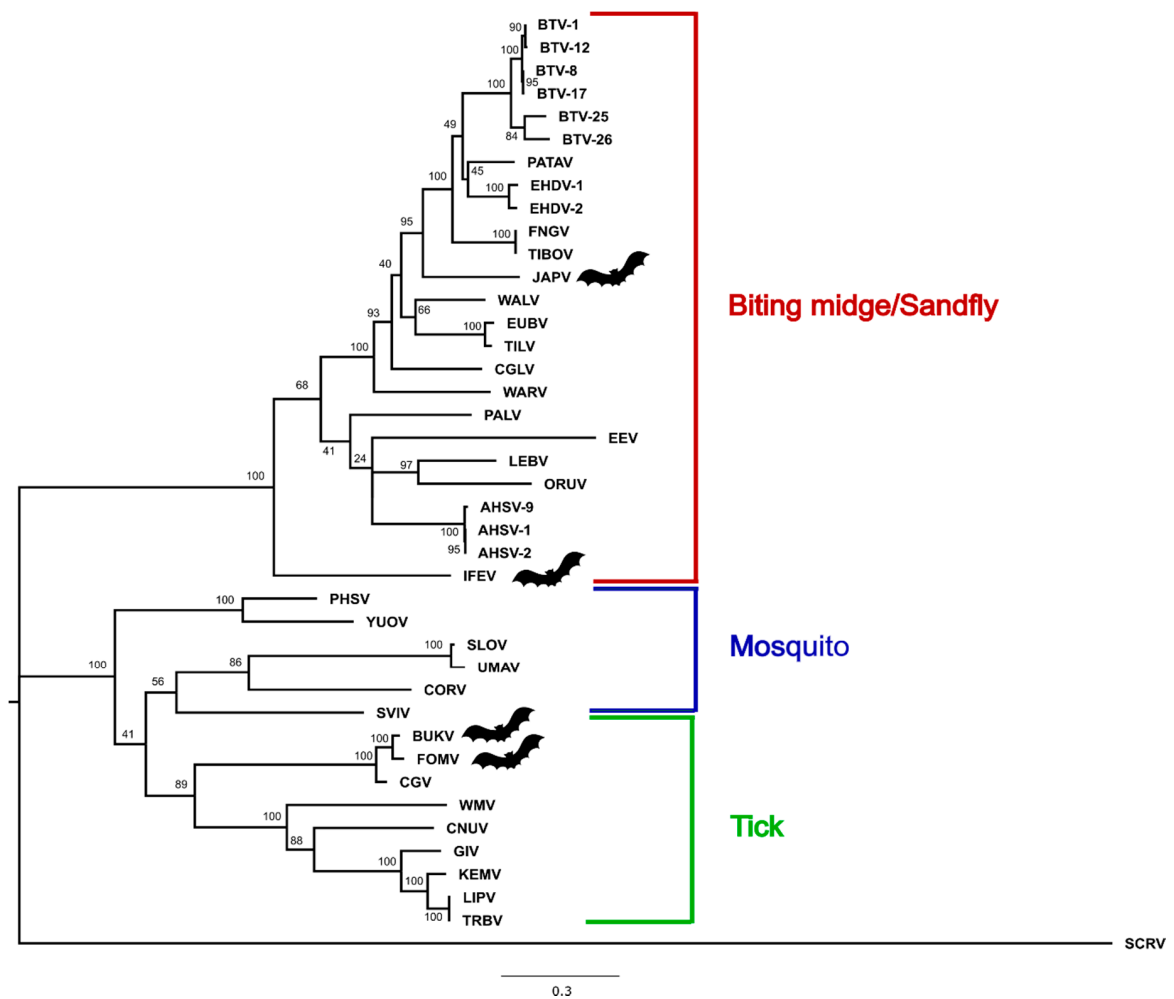 90
BTV-1
BTV-12
100
BTV-8
95
100
BTV-17
BTV-25
84
BTV-26
49
PATAV
45
100
EHDV-1
100
EHDV-2
FNGV
100
95
TIBOV
JAPV
40
WALV
66
93
EUBV
100
TILV
100
CGLV
68
WARV
PALV
41
EEV
24
LEBV
97
100
ORUV
AHSV-9
100
AHSV-1
95
AHSV-2
IFEV
Biting midge/Sandfly
100
PHSV
YUOV
100
SLOV
100
86
UMAV
56
CORV
SVIV
Mosquito
41
BUKV
100
FOMV
100
89
CGV
WMV
100
CNUV
88
GIV
100
KEMV
100
LIPV
100
TRBV
Tick
SCRV
0.3